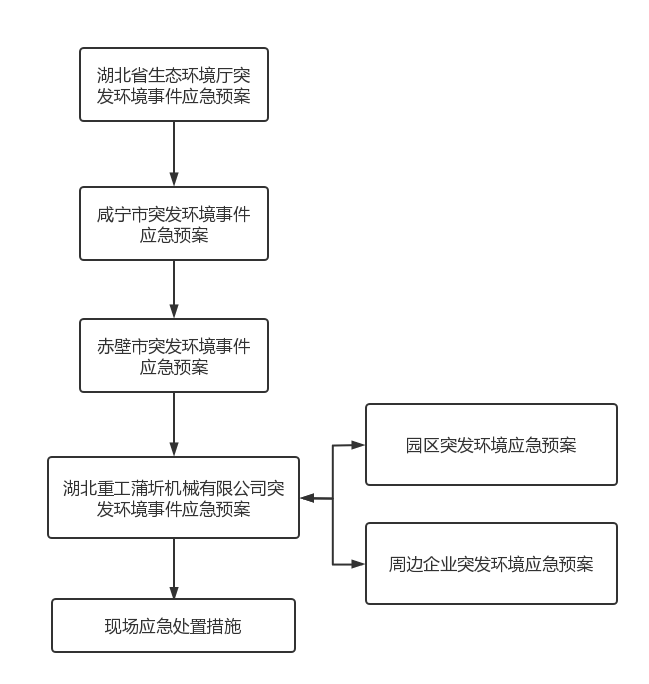 湖北省生态环境厅突
发环境事件应急预案
咸宁市突发环境事件
应急预案
赤壁市突发环境事件
应急预案
湖北重工蒲圻机械有限公司突
发环境事件应急预案
园区突发环境应急预案
周边企业突发环境应急预案
现场应急处置措施